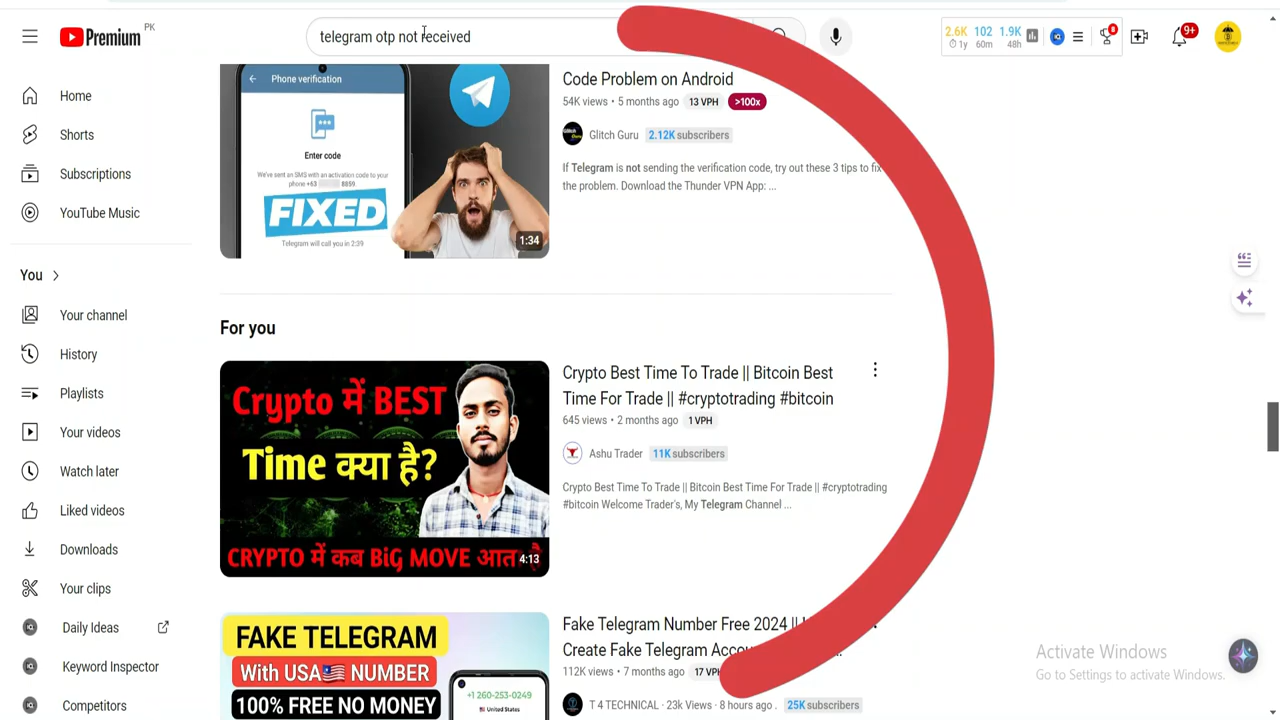 Premium PK
telegram otp not received
2.6K 102 1.9K
1y 60m 48h
8
9+
Home
Shorts
Subscriptions
YouTube Music
You
Your channel
History
Playlists
Your videos
Watch later
Liked videos
Downloads
Your clips
Daily Ideas
Keyword Inspector
Competitors
Phone verification
Enter code
We've sent an SMS with an activation code to your
phone +63 8859
FIXED
Telegram will call you in 2:39
1:34
Code Problem on Android
54K views • 5 months ago 13 VPH >100x
Glitch Guru 2.12K subscribers
If Telegram is not sending the verification code, try out these 3 tips to fix
the problem. Download the Thunder VPN App: ...
For you
Crypto में BEST
Time क्या है?
CRYPTO में कब BiG MOVE आत
4:13
Crypto Best Time To Trade || Bitcoin Best
Time For Trade || #cryptotrading #bitcoin
645 views • 2 months ago 1 VPH
Ashu Trader 11K subscribers
Crypto Best Time To Trade || Bitcoin Best Time For Trade || #cryptotrading
#bitcoin Welcome Trader's, My Telegram Channel ...
FAKE TELEGRAM
With USA NUMBER
100% FREE NO MONEY
+1 260-253-0249
United States
Fake Telegram Number Free 2024 ||
Create Fake Telegram
112K views • 7 months ago 17 VPH
T 4 TECHNICAL · 23k Views · 8 hours ago . 25K subscribers
Activate Windows
Go to Settings to activate Windows.